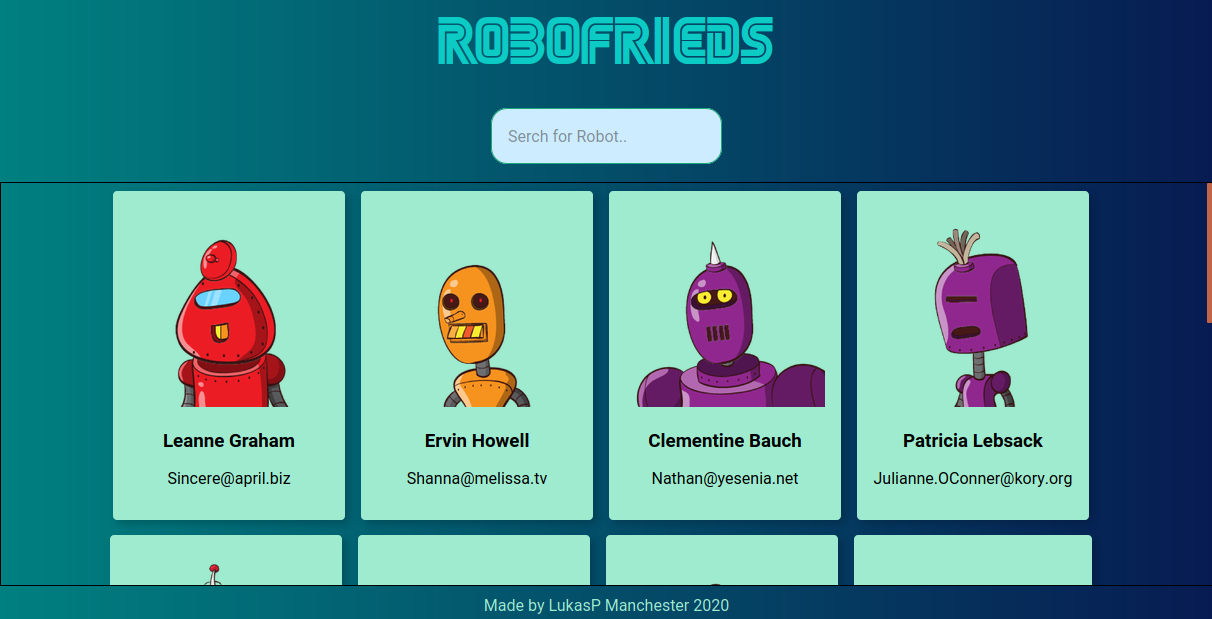 ROBOFRIEDS
Serch for Robot..
Leanne Graham
Sincere@april.biz
Ervin Howell
Shanna@melissa.tv
Clementine Bauch
Nathan@yesenia.net
Patricia Lebsack
Julianne.OConner@kory.org
Made by LukasP Manchester 2020